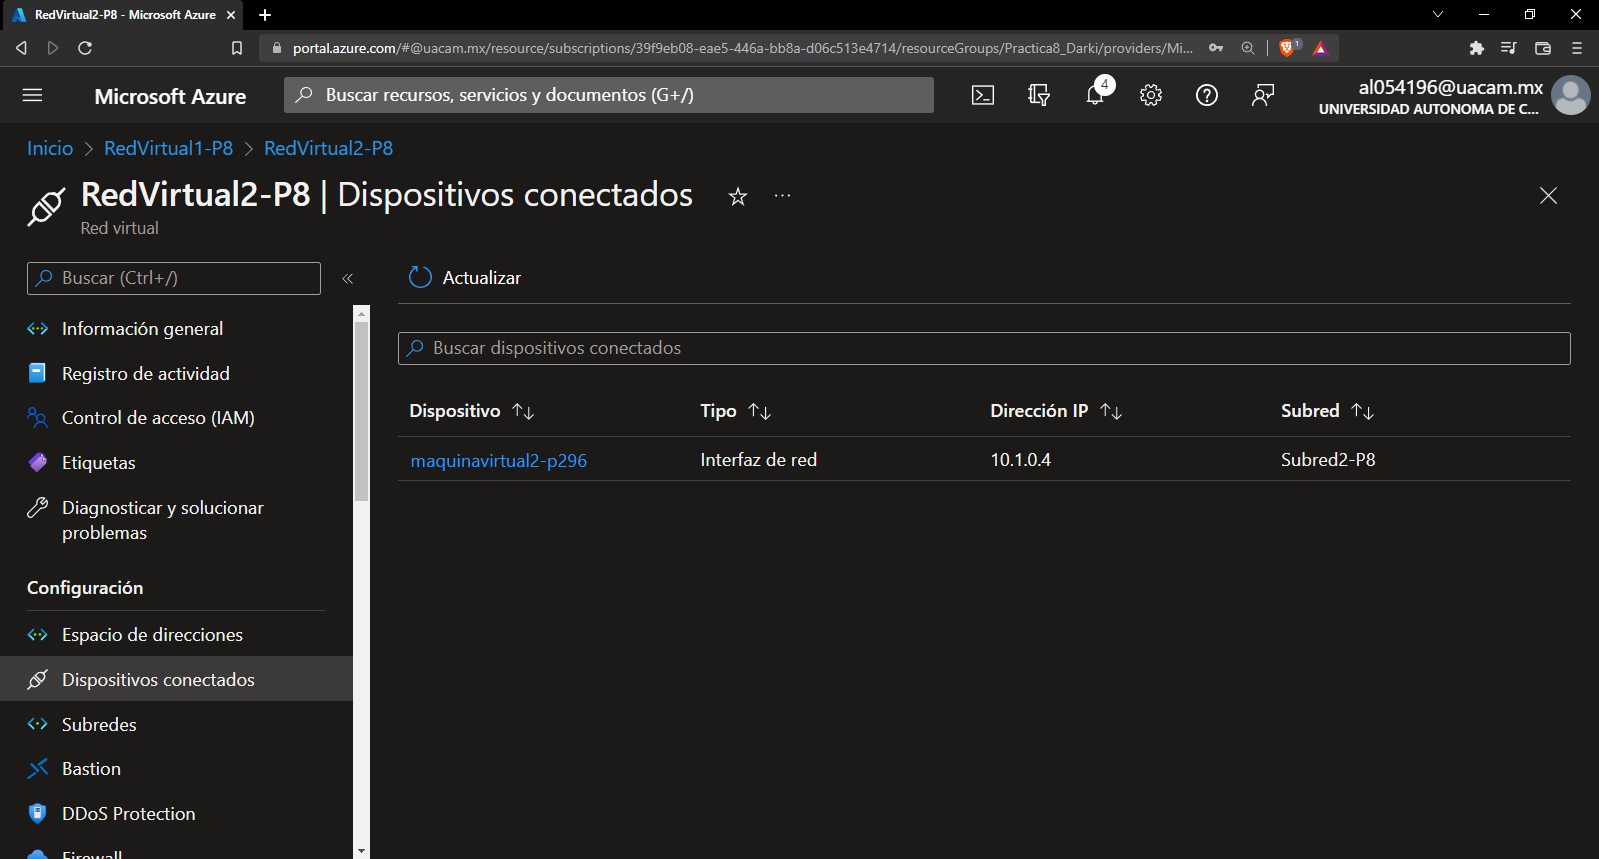 RedVirtual2-P8 - Microsoft Azure
portal.azure.com/#@uacam.mx/resource/subscriptions/39f9eb08-eae5-446a-bb8a-d06c513e4714/resourceGroups/Practica8_Darki/providers/Mi...
1
Microsoft Azure
Buscar recursos, servicios y documentos (G+/)
4
al054196@uacam.mx
UNIVERSIDAD AUTONOMA DE C...
Inicio > RedVirtual1-P8 > RedVirtual2-P8
RedVirtual2-P8 | Dispositivos conectados
Red virtual
Buscar (Ctrl+/)
Información general
Registro de actividad
Control de acceso (IAM)
Etiquetas
Diagnosticar y solucionar
problemas
Configuración
Espacio de direcciones
Dispositivos conectados
Subredes
Bastion
DDoS Protection
Firewall
Actualizar
Buscar dispositivos conectados
Dispositivo Tipo Dirección IP Subred
maquinavirtual2-p296 Interfaz de red 10.1.0.4 Subred2-P8